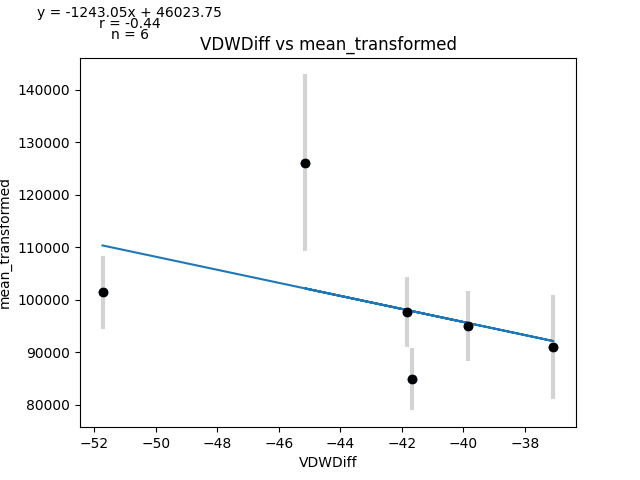 y = -1243.05x + 46023.75
r = -0.44
n = 6
VDWDiff vs mean_transformed
140000
130000
120000
110000
100000
90000
80000
mean_transformed
−52 −50 −48 −46 −44 −42 −40 −38
VDWDiff